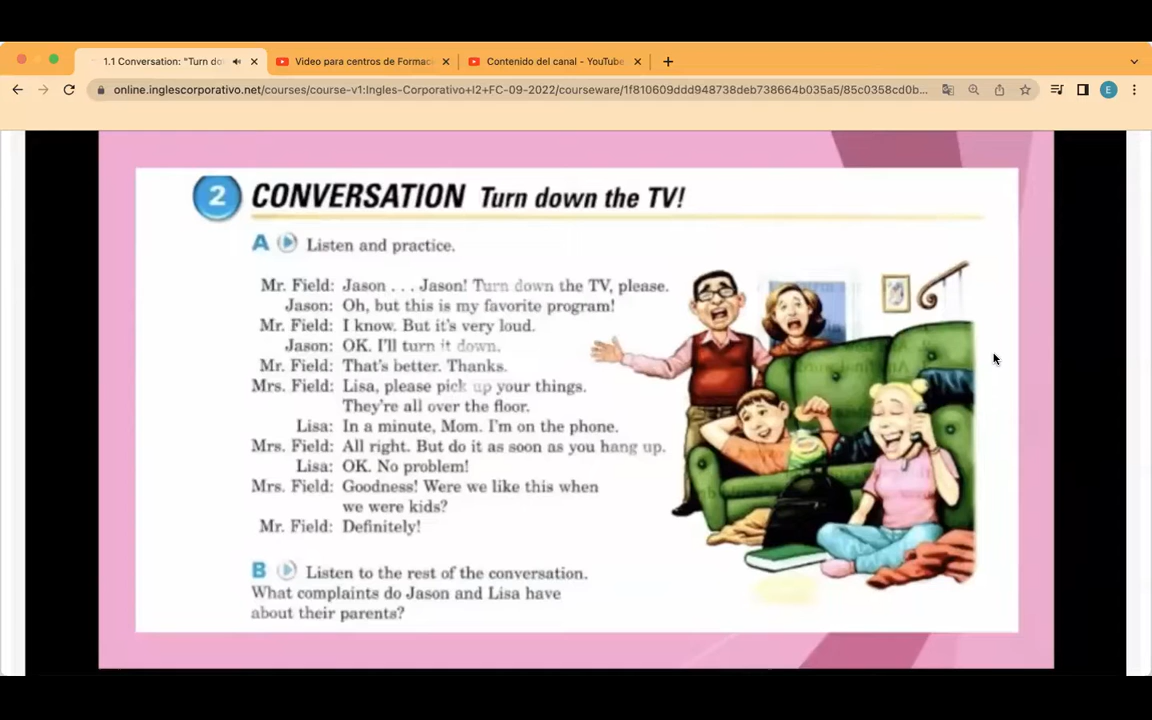 1.1 Conversation: "Turn do
Video para centros de Formac
Contenido del canal - YouTube
online.inglescorporativo.net/courses/course-v1:Ingles-Corporativo+I2+FC-09-2022/courseware/1f810609ddd948738deb738664b035a5/85c0358cd0b...
E
2 CONVERSATION Turn down the TV!
A Listen and practice.
Mr. Field: Jason . . . Jason! Turn down the TV, please.
Jason: Oh, but this is my favorite program!
Mr. Field: I know. But it's very loud.
Jason: OK. I'll turn it down.
Mr. Field: That's better. Thanks.
Mrs. Field: Lisa, please pick up your things.
They're all over the floor.
Lisa: In a minute, Mom. I'm on the phone.
Mrs. Field: All right. But do it as soon as you hang up.
Lisa: OK. No problem!
Mrs. Field: Goodness! Were we like this when
we were kids?
Mr. Field: Definitely!
B Listen to the rest of the conversation.
What complaints do Jason and Lisa have
about their parents?